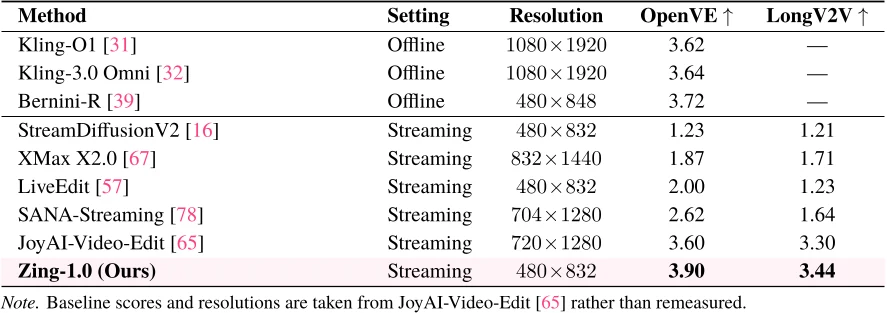 Method Setting Resolution OpenVE ↑ LongV2V ↑
Kling-O1 [31] Offline 1080×1920 3.62 —
Kling-3.0 Omni [32] Offline 1080×1920 3.64 —
Bernini-R [39] Offline 480×848 3.72 —
StreamDiffusionV2 [16] Streaming 480×832 1.23 1.21
XMax X2.0 [67] Streaming 832×1440 1.87 1.71
LiveEdit [57] Streaming 480×832 2.00 1.23
SANA-Streaming [78] Streaming 704×1280 2.62 1.64
JoyAI-Video-Edit [65] Streaming 720×1280 3.60 3.30
Zing-1.0 (Ours) Streaming 480×832 3.90 3.44
Note. Baseline scores and resolutions are taken from JoyAI-Video-Edit [65] rather than remeasured.